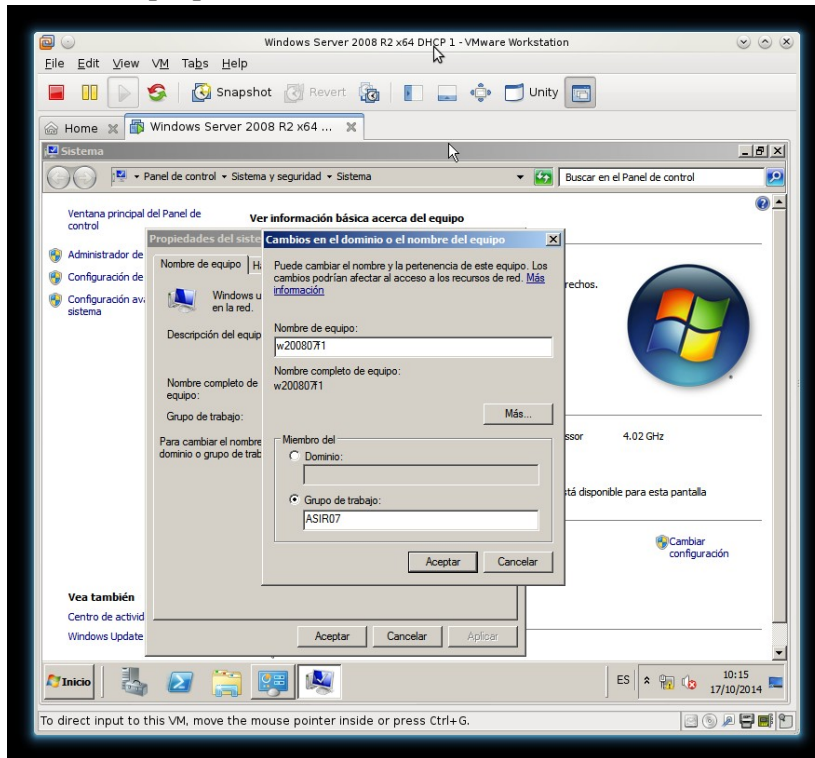 Windows Server 2008 R2 x64 DHCP 1 - VMware Workstation
File Edit View VM Tabs Help
Snapshot Revert Unity
Home Windows Server 2008 R2 x64 ...
Sistema
Panel de control Sistema y seguridad Sistema
Buscar en el Panel de control
Ventana principal del Panel de
control
Ver información básica acerca del equipo
Administrador de
Configuración de
Configuración av
sistema
Vea también
Centro de activid
Windows Update
Propiedades del siste
Nombre de equipo
Windows u
en la red.
Descripción del equip
Nombre completo de
equipo:
Grupo de trabajo:
Para cambiar el nombre
dominio o grupo de trab
Aceptar Cancelar Aplicar
Cambios en el dominio o el nombre del equipo
Puede cambiar el nombre y la pertenencia de este equipo. Los
cambios podrían afectar al acceso a los recursos de red. Más
información
Nombre de equipo:
w200807f1
Nombre completo de equipo:
w200807f1
Más...
Miembro del
Dominio:
Grupo de trabajo:
ASIR07
Aceptar Cancelar
rechos.
ssor 4.02 GHz
stá disponible para esta pantalla
Cambiar
configuración
Inicio
ES
10:15
17/10/2014
To direct input to this VM, move the mouse pointer inside or press Ctrl+G.